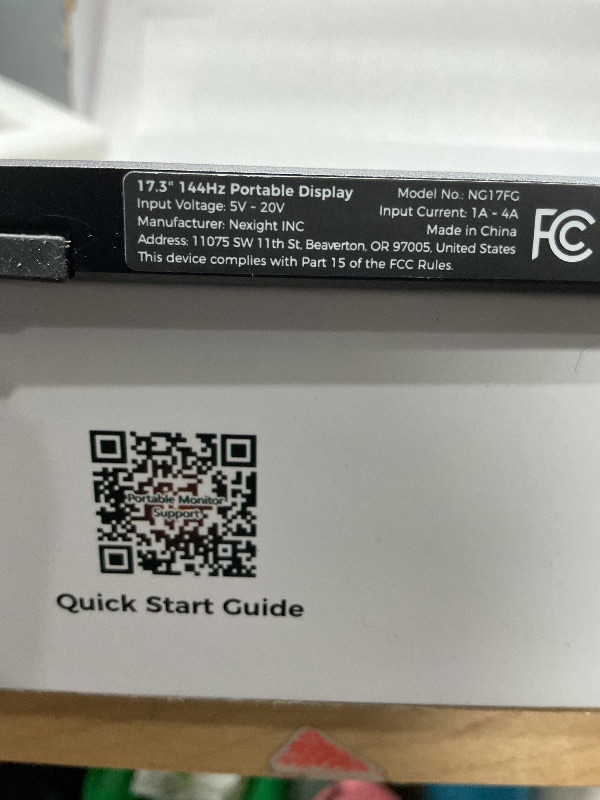 17.3" 144Hz Portable Display
Model No.: NG17FG
Input Voltage: 5V - 20V
Input Current: 1A - 4A
Manufacturer: Nexight INC
Made in China
Address: 11075 SW 11th St, Beaverton, OR 97005, United States
This device complies with Part 15 of the FCC Rules.
FC
Portable Monitor
Support
Quick Start Guide